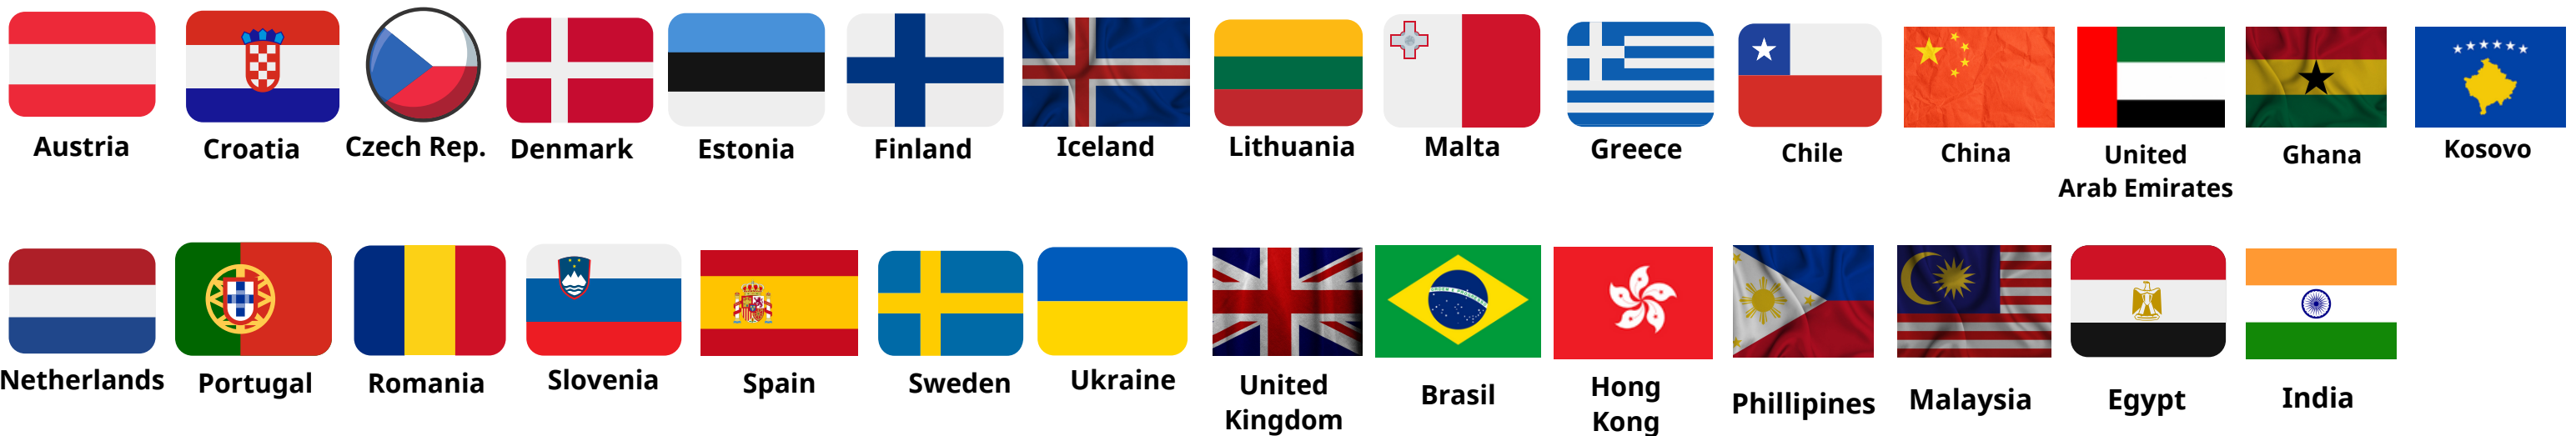 Austria
Croatia
Czech Rep.
Denmark
Estonia
Finland
Iceland
Lithuania
Malta
Greece
Chile
China
United
Arab Emirates
Ghana
Kosovo
Netherlands
Portugal
Romania
Slovenia
Spain
Sweden
Ukraine
United
Kingdom
Brasil
Hong
Kong
Phillipines
Malaysia
Egypt
India